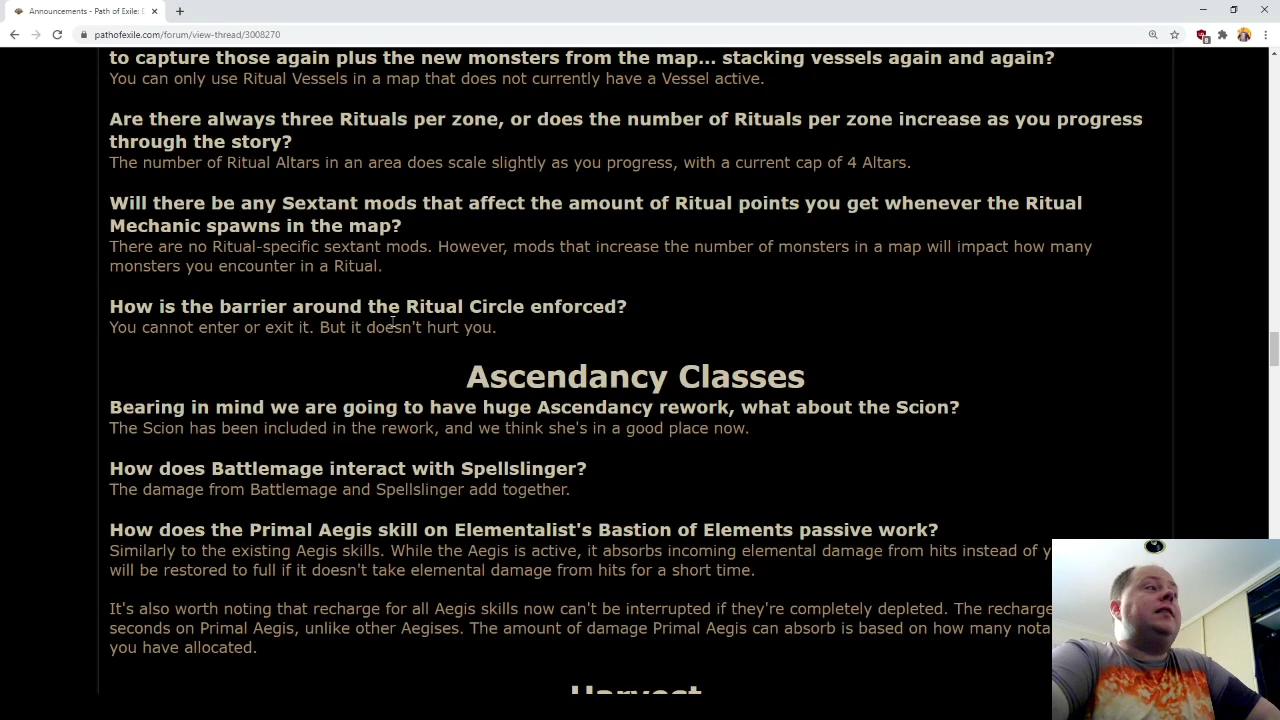 Announcements - Path of Exile:
pathofexile.com/forum/view-thread/3008270
to capture those again plus the new monsters from the map... stacking vessels again and again?
You can only use Ritual Vessels in a map that does not currently have a Vessel active.
Are there always three Rituals per zone, or does the number of Rituals per zone increase as you progress
through the story?
The number of Ritual Altars in an area does scale slightly as you progress, with a current cap of 4 Altars.
Will there be any Sextant mods that affect the amount of Ritual points you get whenever the Ritual
Mechanic spawns in the map?
There are no Ritual-specific sextant mods. However, mods that increase the number of monsters in a map will impact how many
monsters you encounter in a Ritual.
How is the barrier around the Ritual Circle enforced?
You cannot enter or exit it. But it doesn't hurt you.
Ascendancy Classes
Bearing in mind we are going to have huge Ascendancy rework, what about the Scion?
The Scion has been included in the rework, and we think she's in a good place now.
How does Battlemage interact with Spellslinger?
The damage from Battlemage and Spellslinger add together.
How does the Primal Aegis skill on Elementalist's Bastion of Elements passive work?
Similarly to the existing Aegis skills. While the Aegis is active, it absorbs incoming elemental damage from hits instead of
will be restored to full if it doesn't take elemental damage from hits for a short time.
It's also worth noting that recharge for all Aegis skills now can't be interrupted if they're completely depleted. The recharge
seconds on Primal Aegis, unlike other Aegises. The amount of damage Primal Aegis can absorb is based on how many
you have allocated.
Harvest